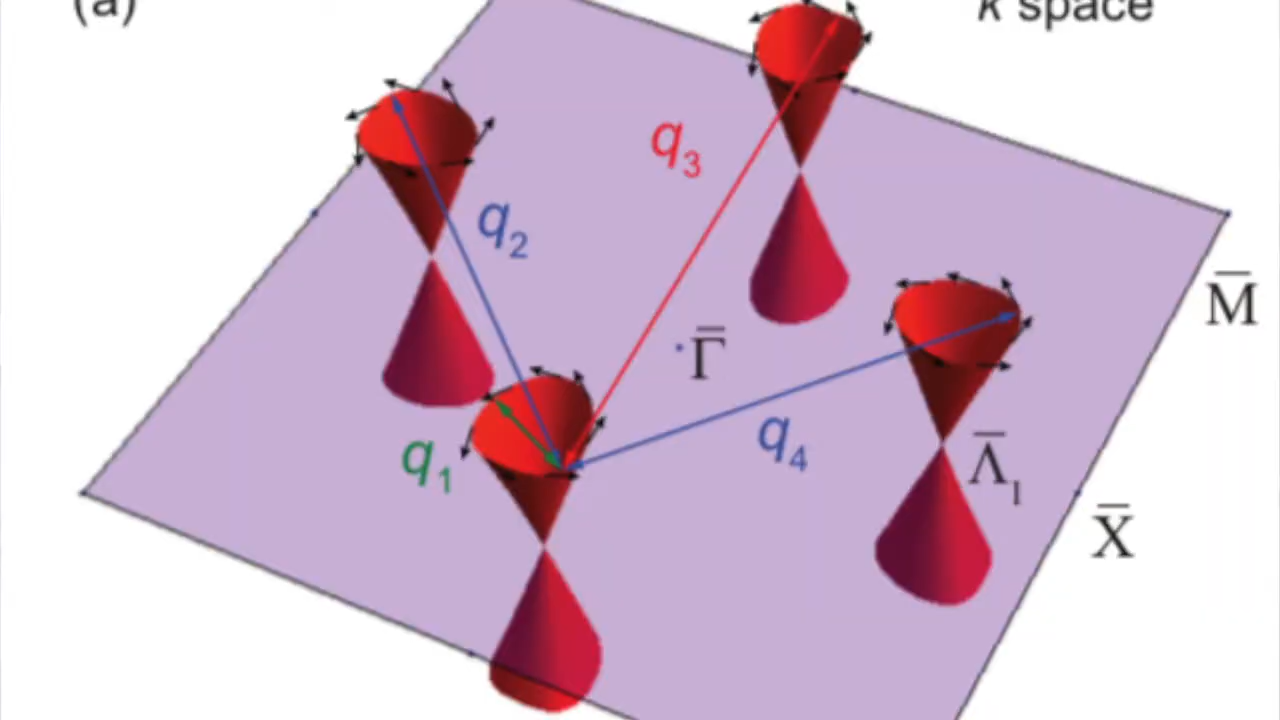 (a)
k space
q3
q2
M̅
Γ̅
q4
q1
Λ̅1
X̅